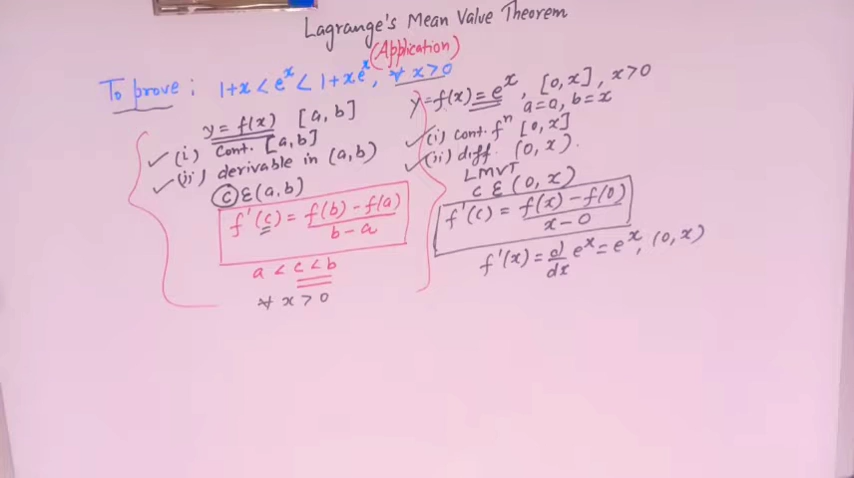 Lagrange's Mean Value Theorem
(Application)
To prove : 1+x < e^x < 1+xe^x, ∀ x>0
y = f(x) [a, b]
(i) cont. [a, b]
(ii) derivable in (a, b)
c ε (a, b)
f'(c) = f(b) - f(a) / b - a
a < c < b
∀ x > 0
y = f(x) = e^x, [0, x], x>0
a=0, b=x
(i) cont. f^n [0, x]
(ii) diff. (0, x).
LMVT
c ε (0, x)
f'(c) = f(x) - f(0) / x - 0
f'(x) = d/dx e^x = e^x, (0, x)